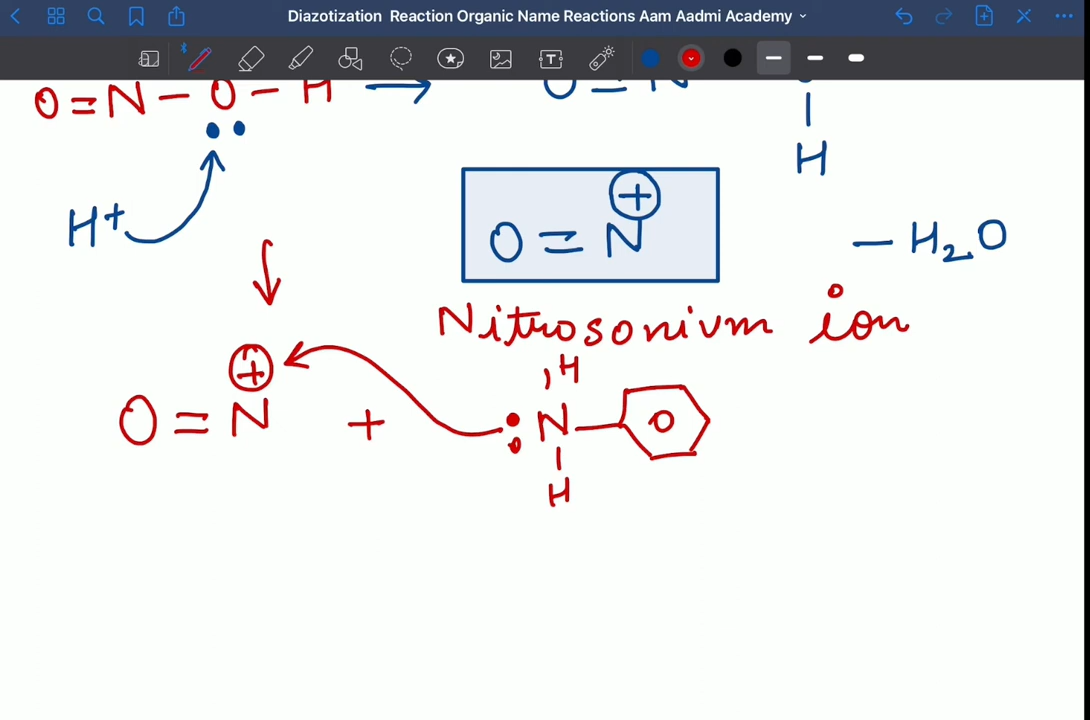 Diazotization Reaction Organic Name Reactions Aam Aadmi Academy
O=N—O—H → O=N
H
H+
O=N+
—H₂O
Nitrosonium ion
H
O=N+ + :N—
H